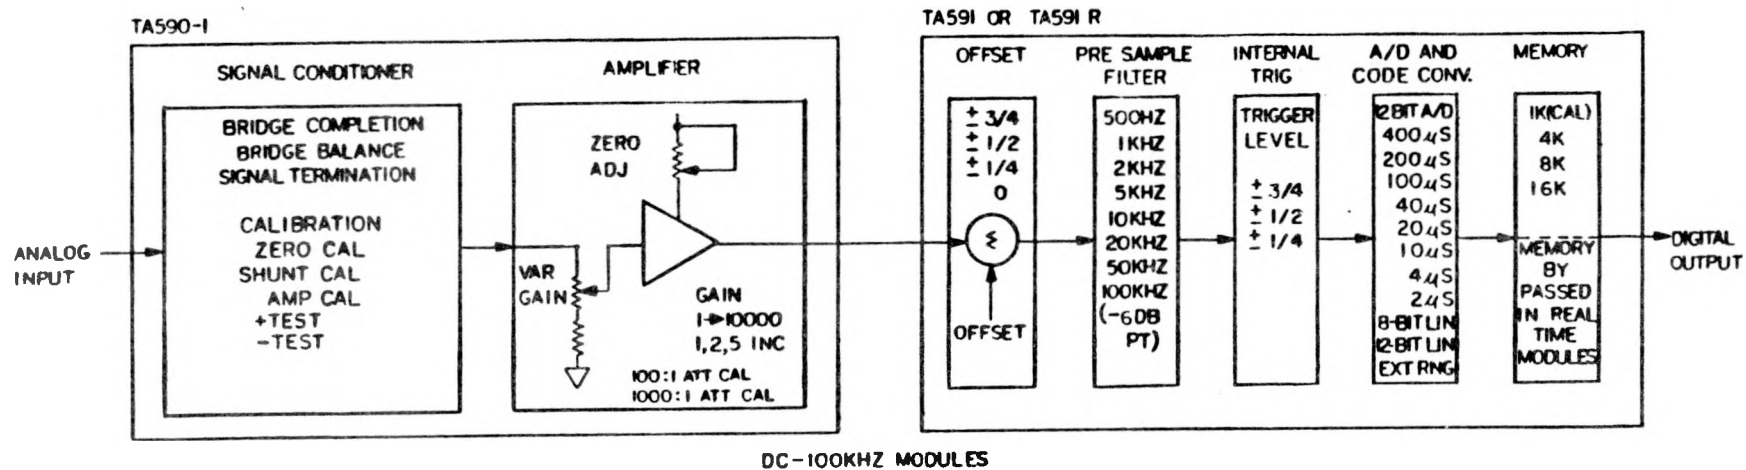 TA590-1
SIGNAL CONDITIONER
AMPLIFIER
ANALOG
INPUT
BRIDGE COMPLETION
BRIDGE BALANCE
SIGNAL TERMINATION
CALIBRATION
ZERO CAL
SHUNT CAL
AMP CAL
+TEST
-TEST
ZERO
ADJ
VAR
GAIN
GAIN
1→10000
1,2,5 INC
100:1 ATT CAL
1000:1 ATT CAL
TA591 OR TA591 R
OFFSET
± 3/4
± 1/2
± 1/4
0
Σ
OFFSET
PRE SAMPLE
FILTER
500HZ
1KHZ
2KHZ
5KHZ
10KHZ
20KHZ
50KHZ
100KHZ
(-6DB
PT)
INTERNAL
TRIG
TRIGGER
LEVEL
± 3/4
± 1/2
± 1/4
A/D AND
CODE CONV.
12BIT A/D
400μS
200μS
100μS
40μS
20μS
10μS
4μS
2μS
8-BIT LIN
12-BIT LIN
EXT RNG
MEMORY
1K(CAL)
4K
8K
16K
MEMORY
BY
PASSED
IN REAL
TIME
MODULES
DIGITAL
OUTPUT
DC-100KHZ MODULES